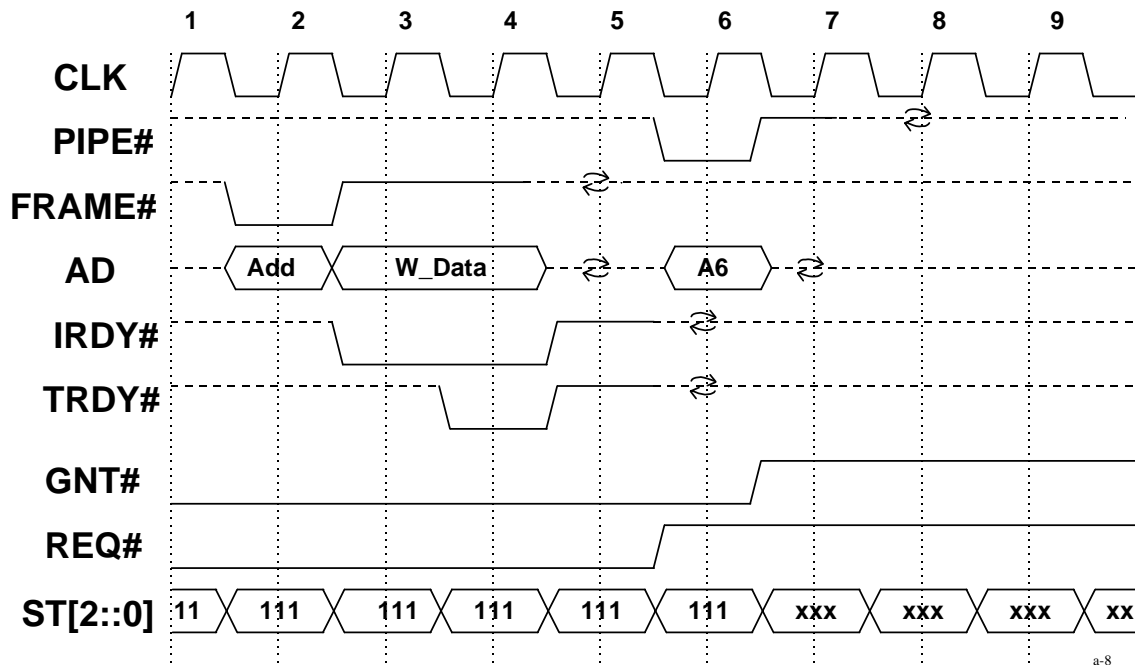 1 2 3 4 5 6 7 8 9
CLK
PIPE#
FRAME#
AD Add W_Data A6
IRDY#
TRDY#
GNT#
REQ#
ST[2::0] 11 111 111 111 111 111 xxx xxx xxx xx
a-8